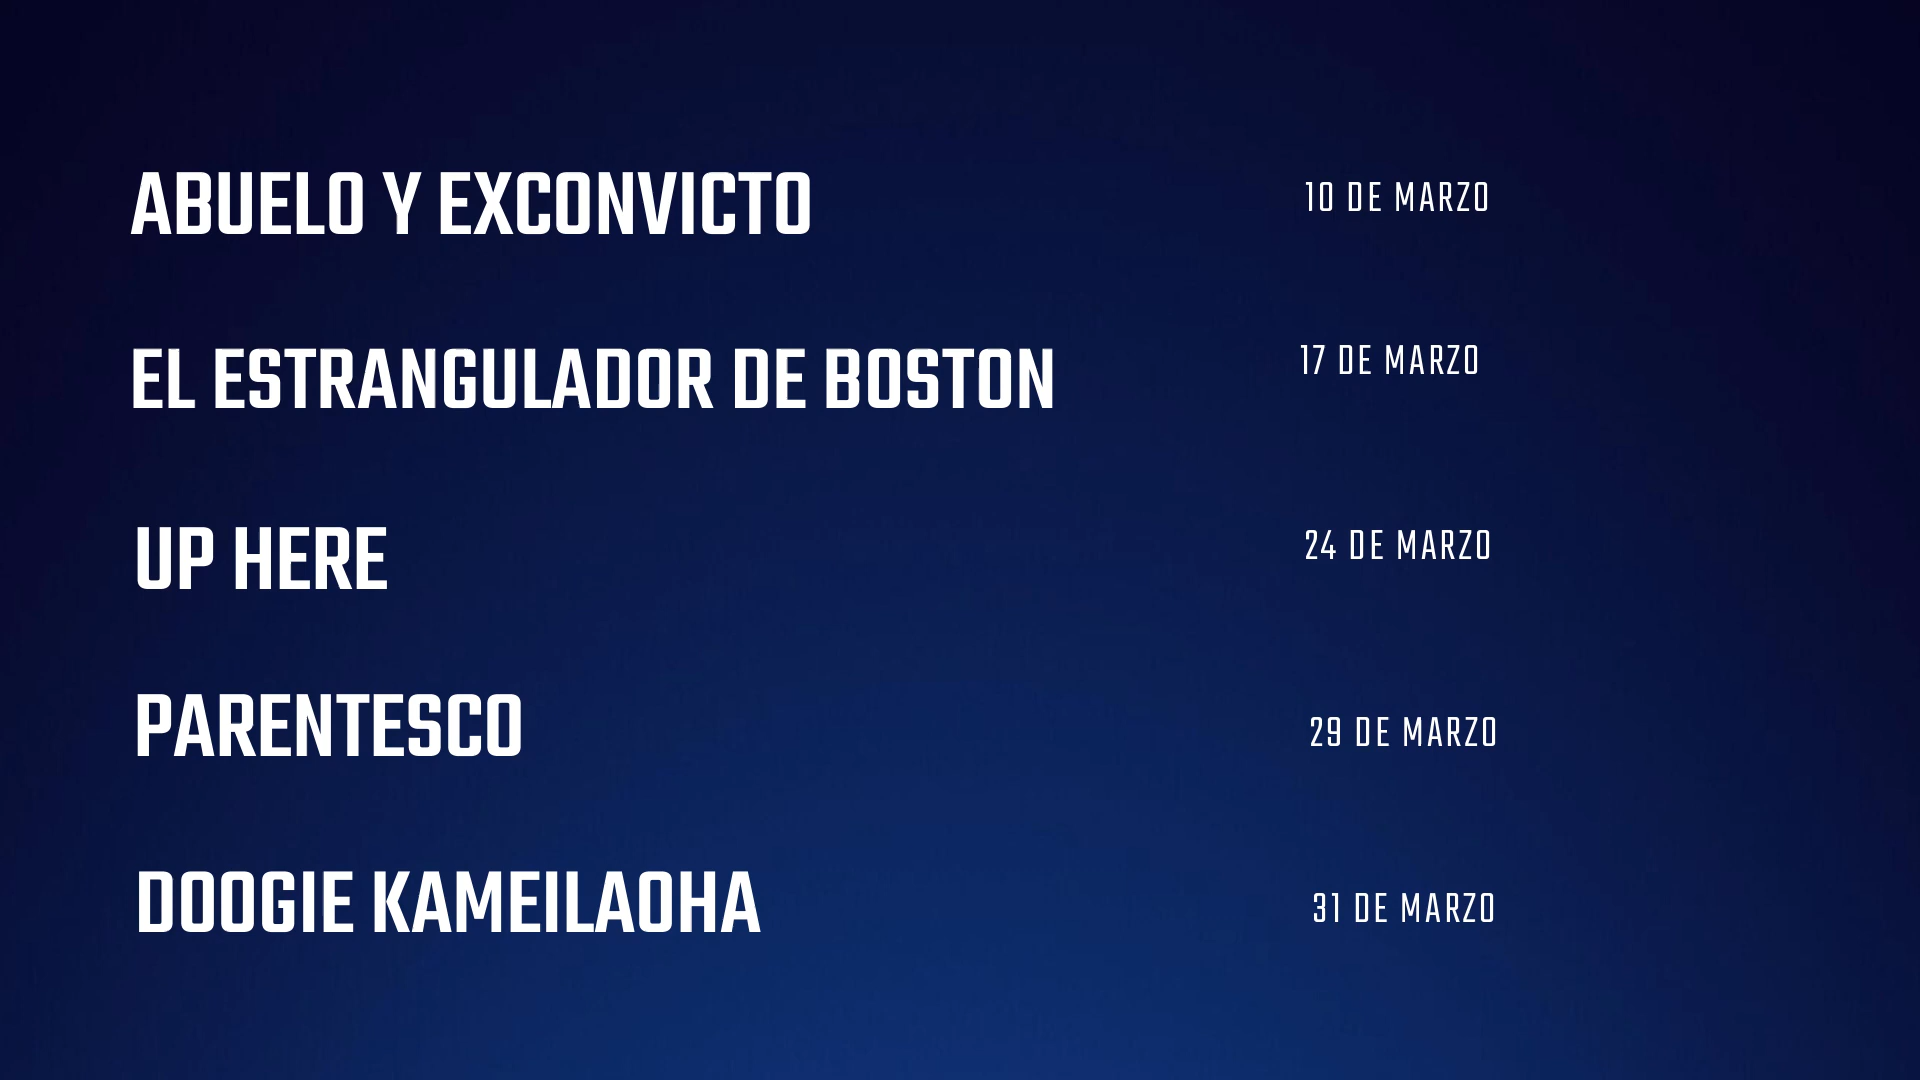 ABUELO Y EXCONVICTO 10 DE MARZO
EL ESTRANGULADOR DE BOSTON 17 DE MARZO
UP HERE 24 DE MARZO
PARENTESCO 29 DE MARZO
DOOGIE KAMEILAOHA 31 DE MARZO